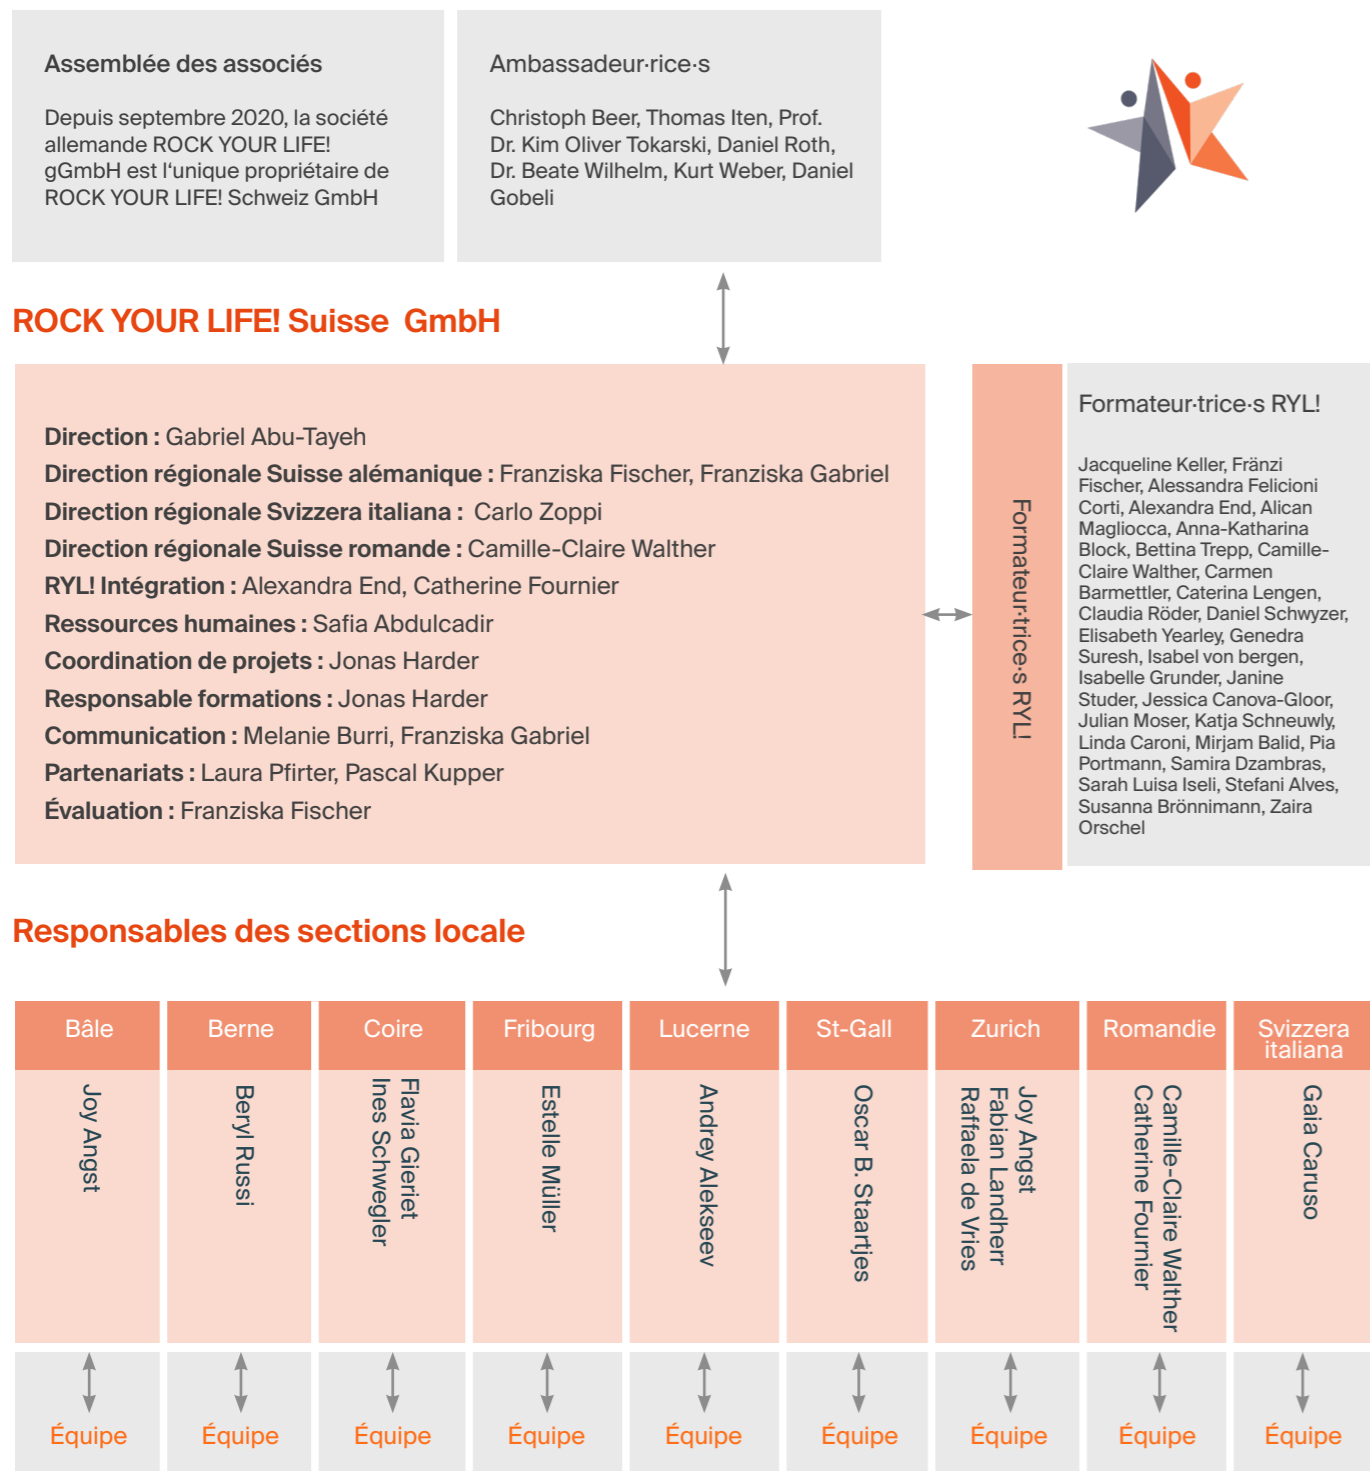 Assemblée des associés
Depuis septembre 2020, la société
allemande ROCK YOUR LIFE!
gGmbH est l‘unique propriétaire de
ROCK YOUR LIFE! Schweiz GmbH
Ambassadeur·rice·s
Christoph Beer, Thomas Iten, Prof.
Dr. Kim Oliver Tokarski, Daniel Roth,
Dr. Beate Wilhelm, Kurt Weber, Daniel
Gobeli
ROCK YOUR LIFE! Suisse GmbH
Direction : Gabriel Abu-Tayeh
Direction régionale Suisse alémanique : Franziska Fischer, Franziska Gabriel
Direction régionale Svizzera italiana : Carlo Zoppi
Direction régionale Suisse romande : Camille-Claire Walther
RYL! Intégration : Alexandra End, Catherine Fournier
Ressources humaines : Safia Abdulcadir
Coordination de projets : Jonas Harder
Responsable formations : Jonas Harder
Communication : Melanie Burri, Franziska Gabriel
Partenariats : Laura Pfirter, Pascal Kupper
Évaluation : Franziska Fischer
Formateur·trice·s RYL!
Formateur·trice·s RYL!
Jacqueline Keller, Fränzi
Fischer, Alessandra Felicioni
Corti, Alexandra End, Alican
Magliocca, Anna-Katharina
Block, Bettina Trepp, Camille-
Claire Walther, Carmen
Barmettler, Caterina Lengen,
Claudia Röder, Daniel Schwyzer,
Elisabeth Yearley, Genedra
Suresh, Isabel von bergen,
Isabelle Grunder, Janine
Studer, Jessica Canova-Gloor,
Julian Moser, Katja Schneuwly,
Linda Caroni, Mirjam Balid, Pia
Portmann, Samira Dzambras,
Sarah Luisa Iseli, Stefani Alves,
Susanna Brönnimann, Zaira
Orschel
Responsables des sections locale
Bâle
Joy Angst
Équipe
Berne
Beryl Russi
Équipe
Coire
Flavia Gieriet
Ines Schwegler
Équipe
Fribourg
Estelle Müller
Équipe
Lucerne
Andrey Alekseev
Équipe
St-Gall
Oscar B. Staartjes
Équipe
Zurich
Joy Angst
Fabian Landherr
Raffaela de Vries
Équipe
Romandie
Camille-Claire Walther
Catherine Fournier
Équipe
Svizzera
italiana
Gaia Caruso
Équipe